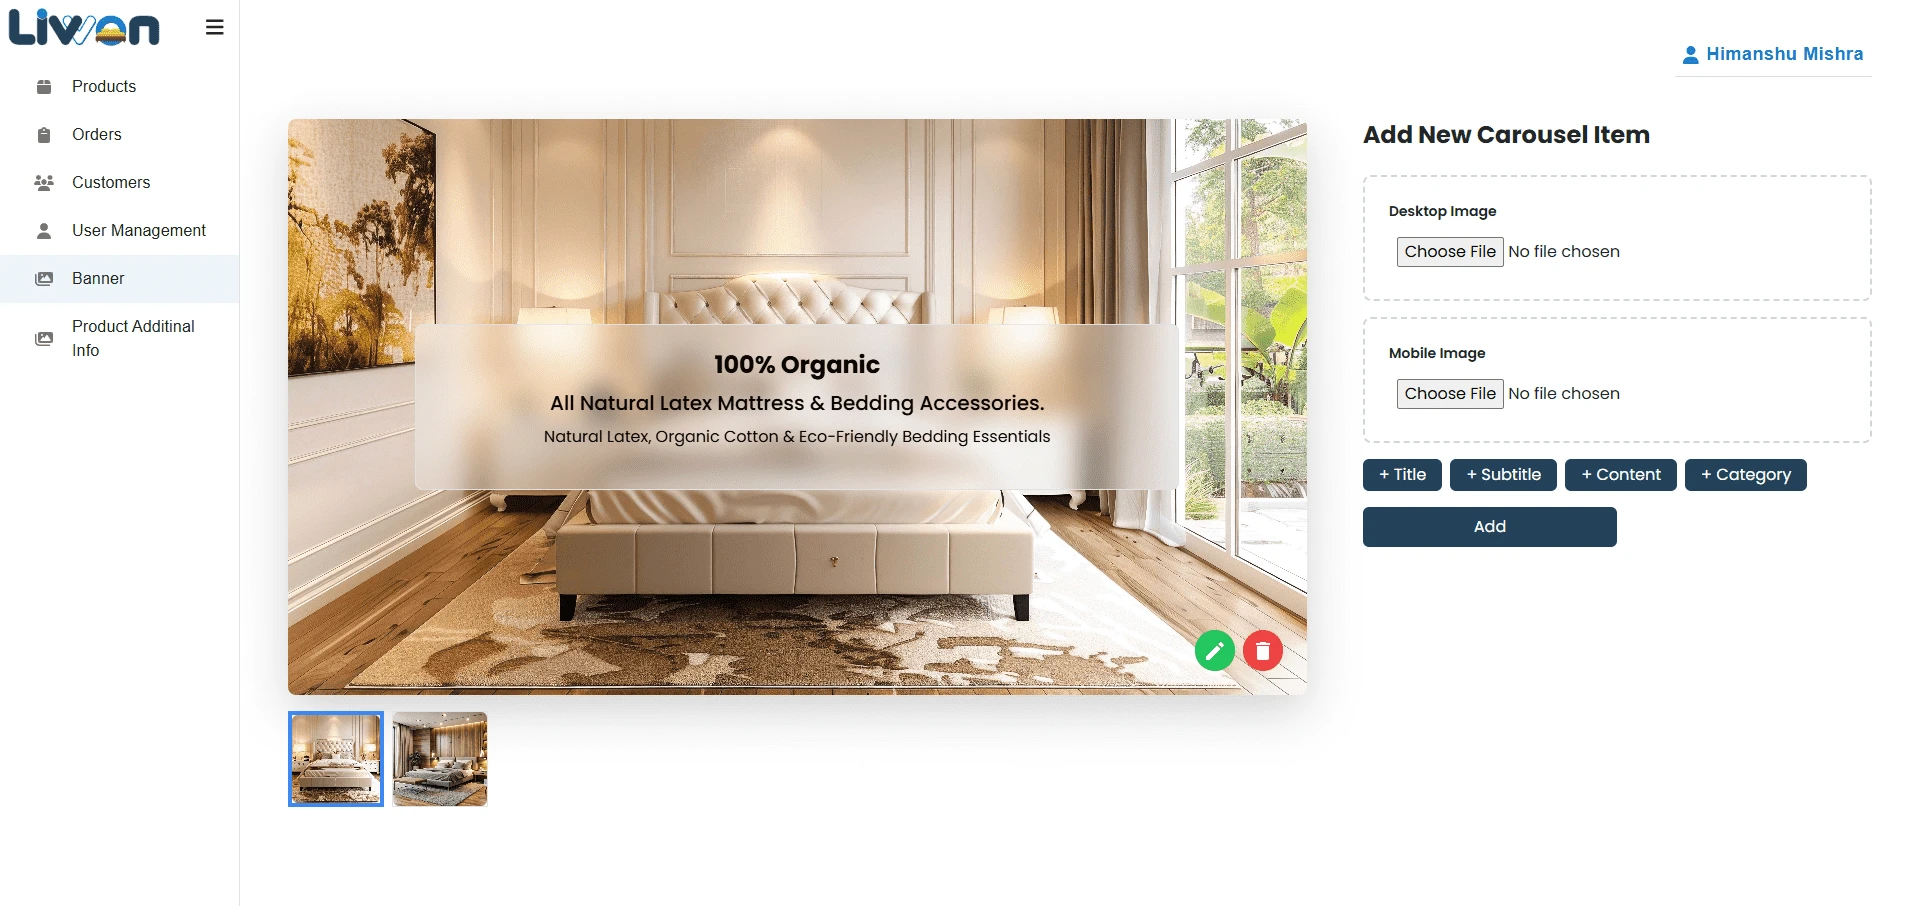 Liwon
Himanshu Mishra
Products
Orders
Customers
User Management
Banner
Product Additinal
Info
100% Organic
All Natural Latex Mattress & Bedding Accessories.
Natural Latex, Organic Cotton & Eco-Friendly Bedding Essentials
Add New Carousel Item
Desktop Image
Choose File No file chosen
Mobile Image
Choose File No file chosen
+ Title + Subtitle + Content + Category
Add